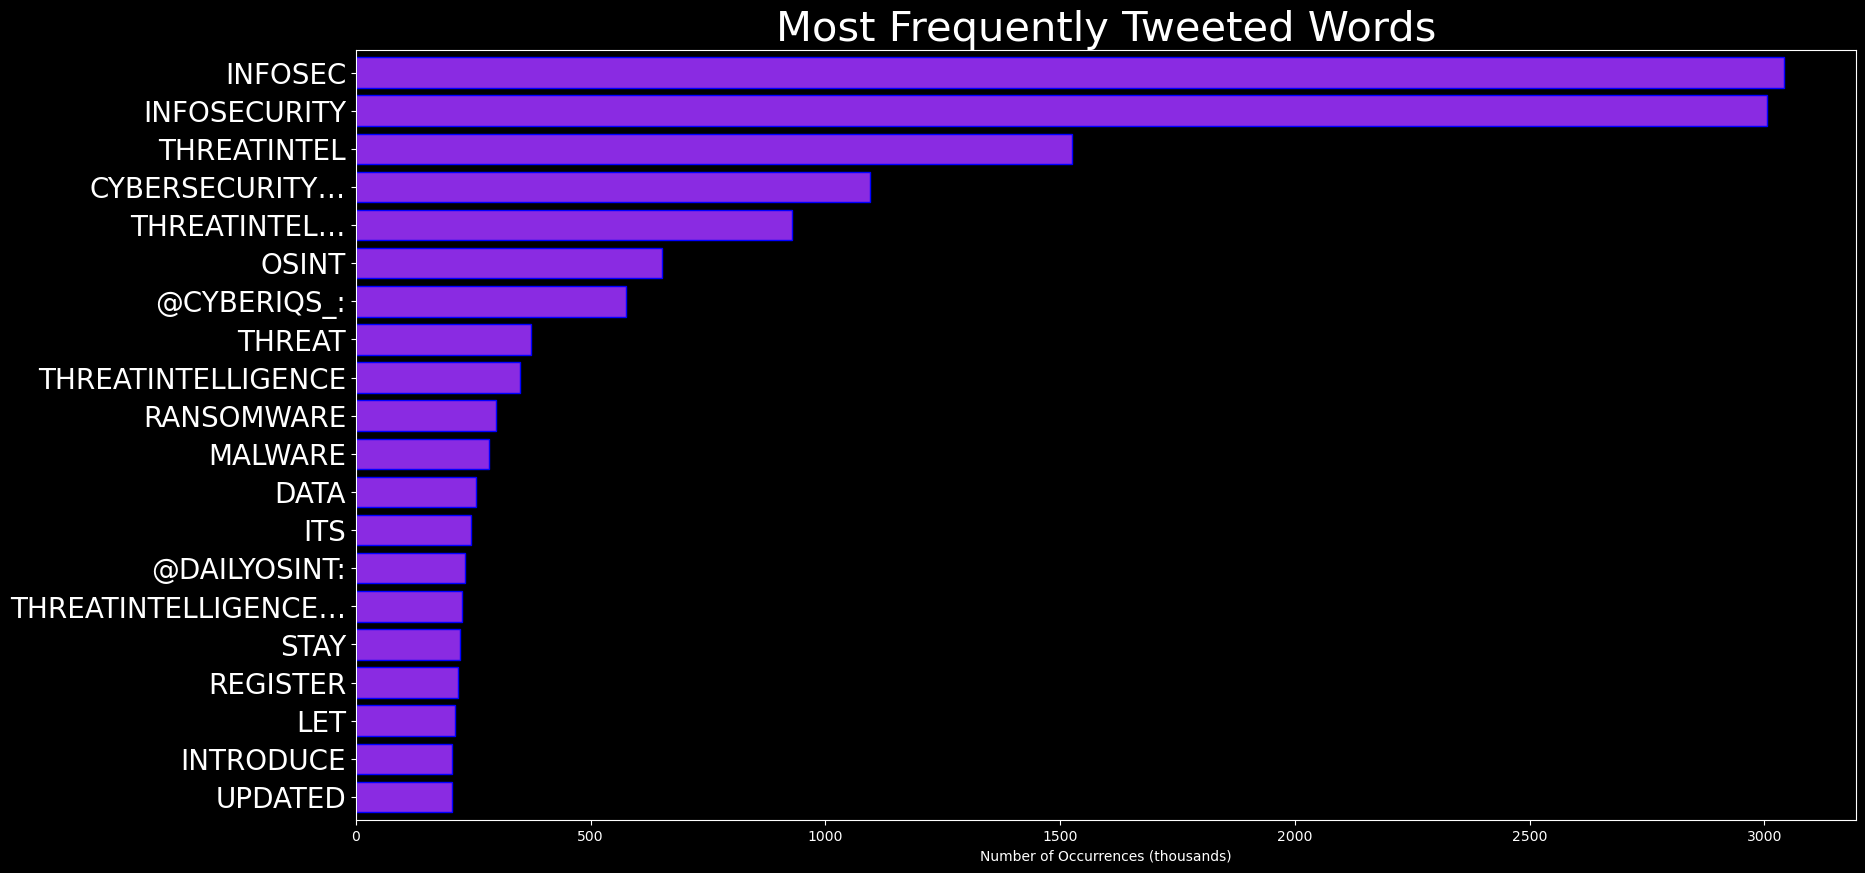 Most Frequently Tweeted Words
INFOSEC
INFOSECURITY
THREATINTEL
CYBERSECURITY…
THREATINTEL…
OSINT
@CYBERIQS_:
THREAT
THREATINTELLIGENCE
RANSOMWARE
MALWARE
DATA
ITS
@DAILYOSINT:
THREATINTELLIGENCE…
STAY
REGISTER
LET
INTRODUCE
UPDATED
0 500 1000 1500 2000 2500 3000
Number of Occurrences (thousands)